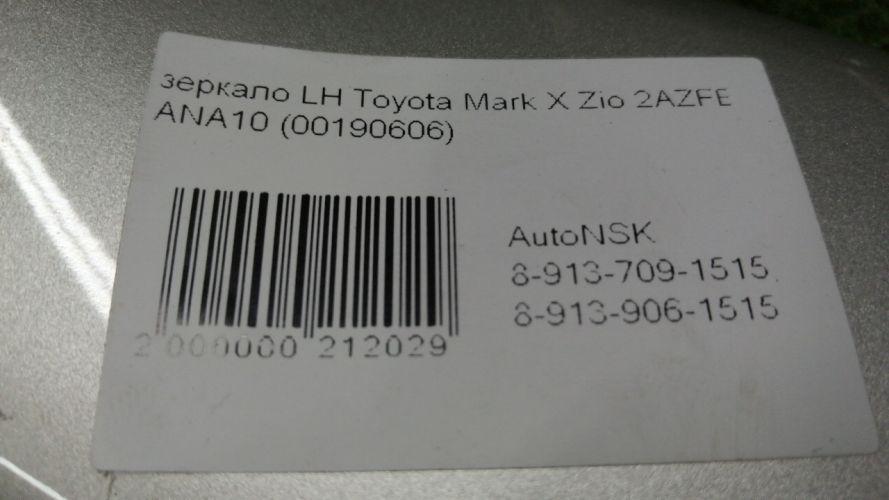 зеркало LH Toyota Mark X Zio 2AZFE
ANA10 (00190606)
AutoNSK
8-913-709-1515
8-913-906-1515
2 000000 212029